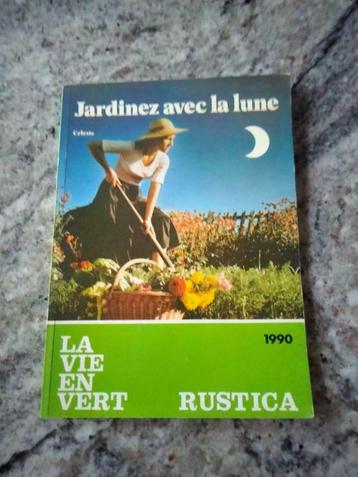 Jardinez avec la lune
Celeste
1990
LA
VIE
EN
VERT
RUSTICA